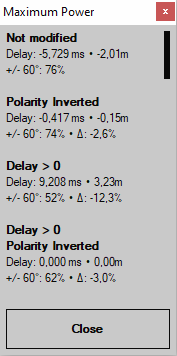 Maximum Power
x
Not modified
Delay: -5,729 ms • -2,01m
+/- 60°: 76%
Polarity Inverted
Delay: -0,417 ms • -0,15m
+/- 60°: 74% • Δ: -2,6%
Delay > 0
Delay: 9,208 ms • 3,23m
+/- 60°: 52% • Δ: -12,3%
Delay > 0
Polarity Inverted
Delay: 0,000 ms • 0,00m
+/- 60°: 62% • Δ: -3,0%
Close